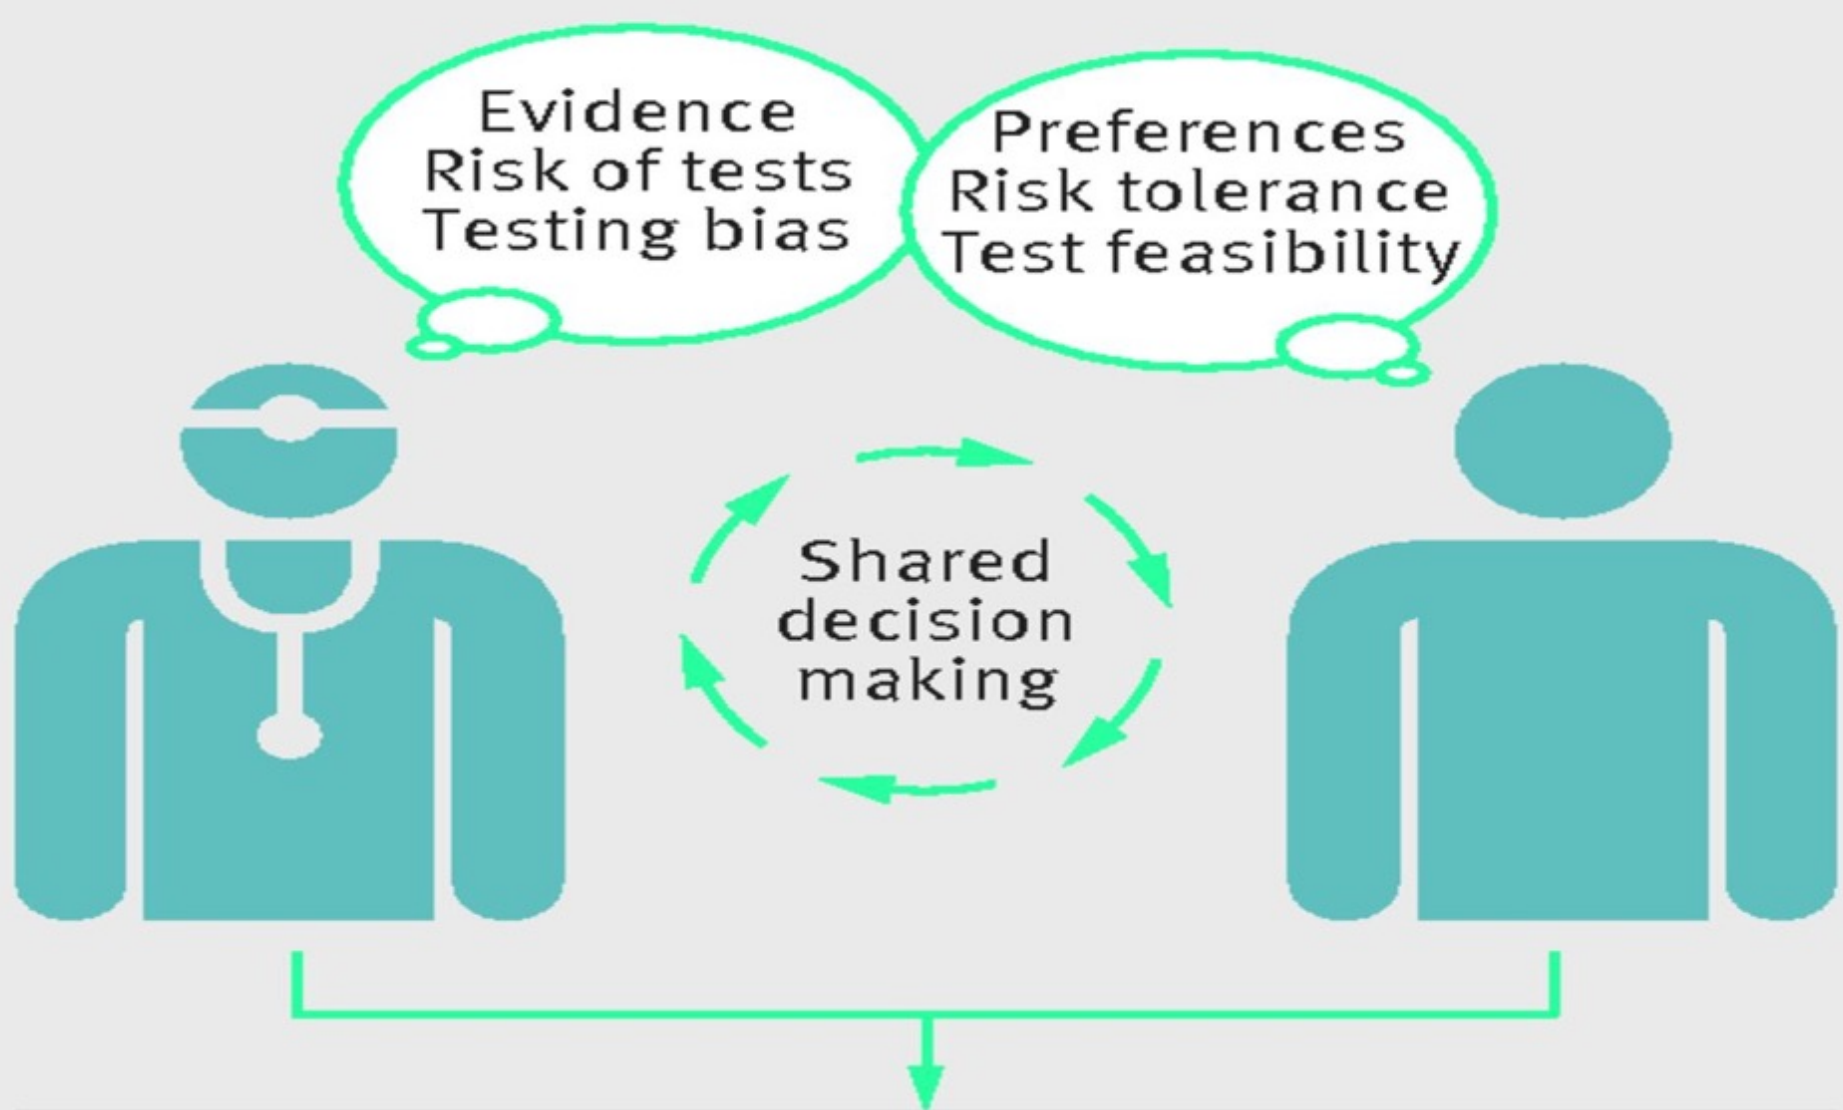 Evidence
Risk of tests
Testing bias
Preferences
Risk tolerance
Test feasibility
Shared
decision
making